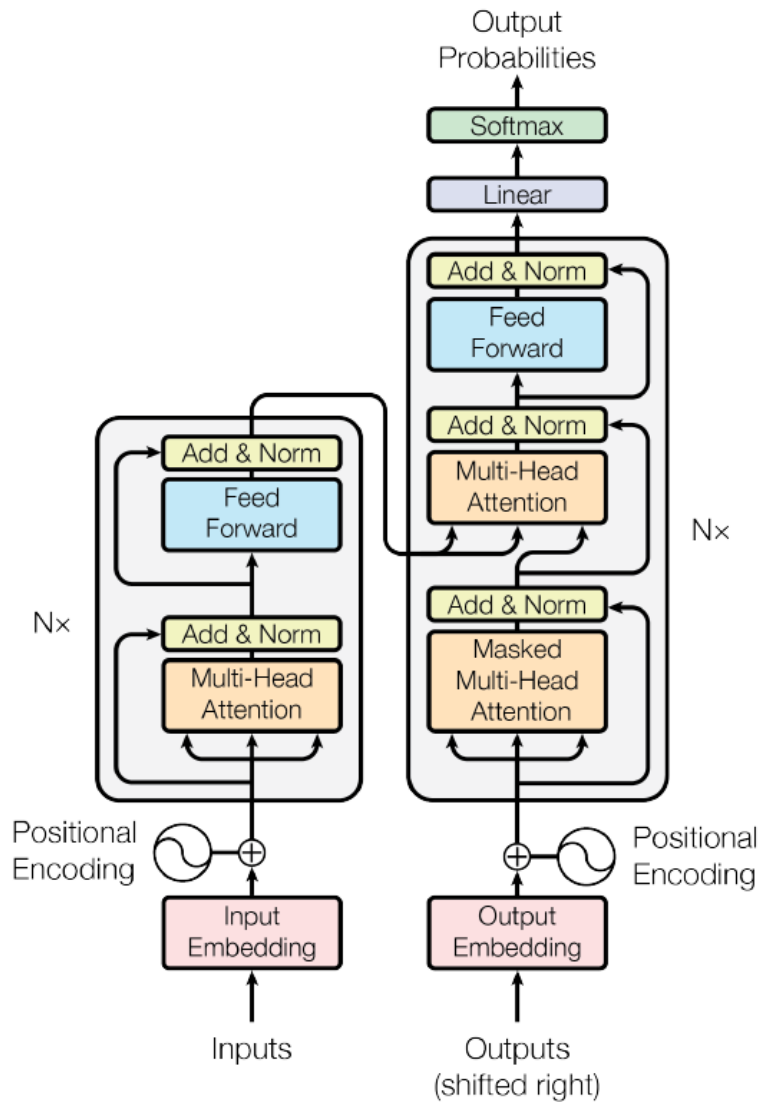 Output
Probabilities
Softmax
Linear
Add & Norm
Feed
Forward
Add & Norm
Multi-Head
Attention
Add & Norm
Masked
Multi-Head
Attention
Nx
Add & Norm
Feed
Forward
Add & Norm
Multi-Head
Attention
Nx
Positional
Encoding
Positional
Encoding
Input
Embedding
Output
Embedding
Inputs
Outputs
(shifted right)